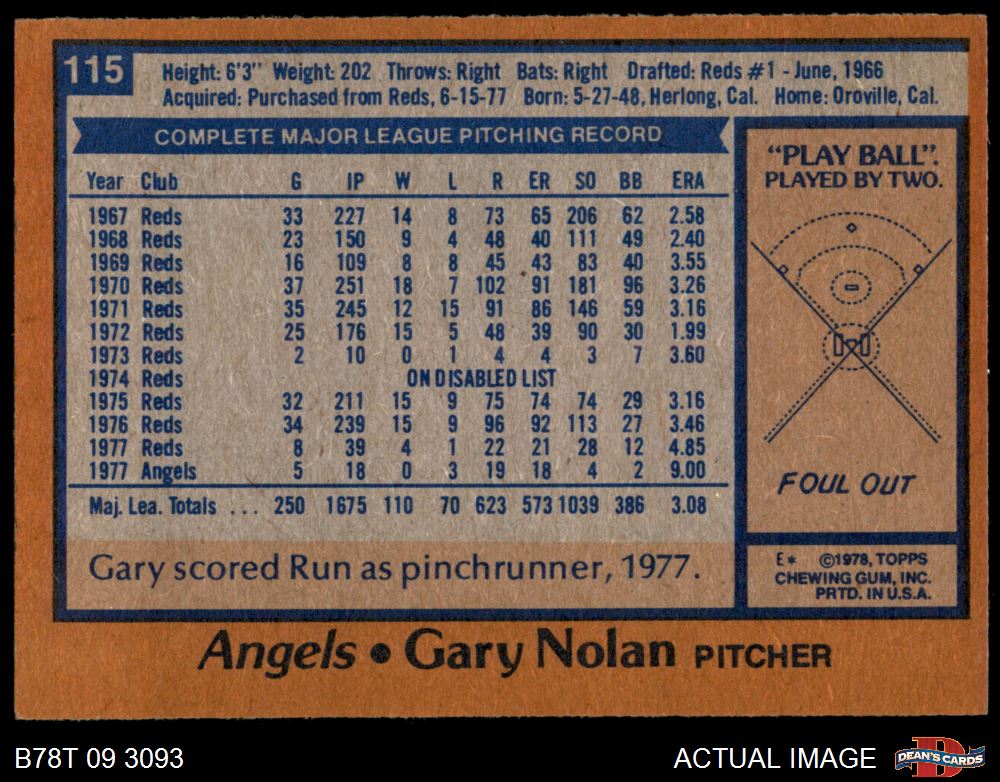 115
Height: 6'3" Weight: 202 Throws: Right Bats: Right Drafted: Reds #1 - June, 1966
Acquired: Purchased from Reds, 6-15-77 Born: 5-27-48, Herlong, Cal. Home: Oroville, Cal.
COMPLETE MAJOR LEAGUE PITCHING RECORD
Year Club G IP W L R ER SO BB ERA
1967 Reds 33 227 14 8 73 65 206 62 2.58
1968 Reds 23 150 9 4 48 40 111 49 2.40
1969 Reds 16 109 8 8 45 43 83 40 3.55
1970 Reds 37 251 18 7 102 91 181 96 3.26
1971 Reds 35 245 12 15 91 86 146 59 3.16
1972 Reds 25 176 15 5 48 39 90 30 1.99
1973 Reds 2 10 0 1 4 4 3 7 3.60
1974 Reds ON DISABLED LIST
1975 Reds 32 211 15 9 75 74 74 29 3.16
1976 Reds 34 239 15 9 96 92 113 27 3.46
1977 Reds 8 39 4 1 22 21 28 12 4.85
1977 Angels 5 18 0 3 19 18 4 2 9.00
Maj. Lea. Totals ... 250 1675 110 70 623 573 1039 386 3.08
Gary scored Run as pinchrunner, 1977.
"PLAY BALL".
PLAYED BY TWO.
FOUL OUT
E* ©1978, TOPPS
CHEWING GUM, INC.
PRTD. IN U.S.A.
Angels • Gary Nolan PITCHER
B78T 09 3093
ACTUAL IMAGE
D
DEAN'S CARDS